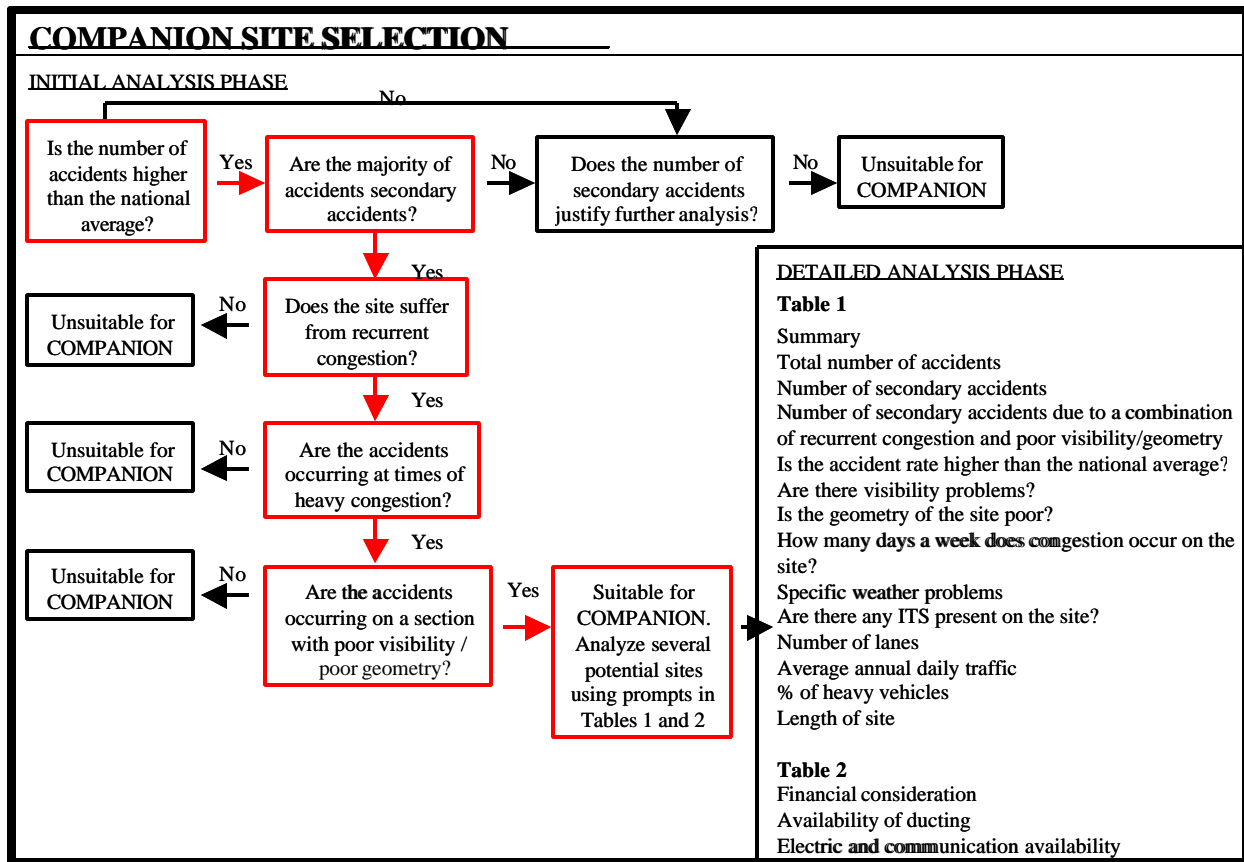 COMPANION SITE SELECTION
INITIAL ANALYSIS PHASE
No
Is the number of
accidents higher
than the national
average?
Yes
Are the majority of
accidents secondary
accidents?
No
Does the number of
secondary accidents
justify further analysis?
No
Unsuitable for
COMPANION
Yes
Does the site suffer
from recurrent
congestion?
No
Unsuitable for
COMPANION
Yes
Are the accidents
occurring at times of
heavy congestion?
No
Unsuitable for
COMPANION
Yes
Are the accidents
occurring on a section
with poor visibility /
poor geometry?
No
Unsuitable for
COMPANION
Yes
Suitable for
COMPANION.
Analyze several
potential sites
using prompts in
Tables 1 and 2
DETAILED ANALYSIS PHASE
Table 1
Summary
Total number of accidents
Number of secondary accidents
Number of secondary accidents due to a combination
of recurrent congestion and poor visibility/geometry
Is the accident rate higher than the national average?
Are there visibility problems?
Is the geometry of the site poor?
How many days a week does congestion occur on the
site?
Specific weather problems
Are there any ITS present on the site?
Number of lanes
Average annual daily traffic
% of heavy vehicles
Length of site
Table 2
Financial consideration
Availability of ducting
Electric and communication availability